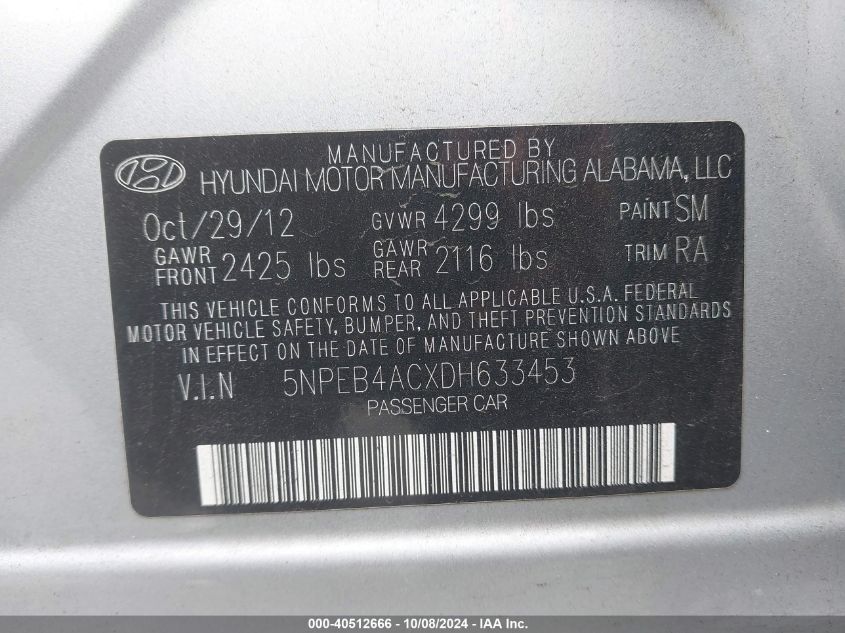 MANUFACTURED BY
HYUNDAI MOTOR MANUFACTURING ALABAMA, LLC
Oct/29/12 GVWR 4299 lbs PAINT SM
GAWR FRONT 2425 lbs GAWR REAR 2116 lbs TRIM RA
THIS VEHICLE CONFORMS TO ALL APPLICABLE U.S.A. FEDERAL
MOTOR VEHICLE SAFETY, BUMPER, AND THEFT PREVENTION STANDARDS
IN EFFECT ON THE DATE OF MANUFACTURE SHOWN ABOVE
V.I.N 5NPEB4ACXDH633453
PASSENGER CAR
000-40512666 - 10/08/2024 - IAA Inc.